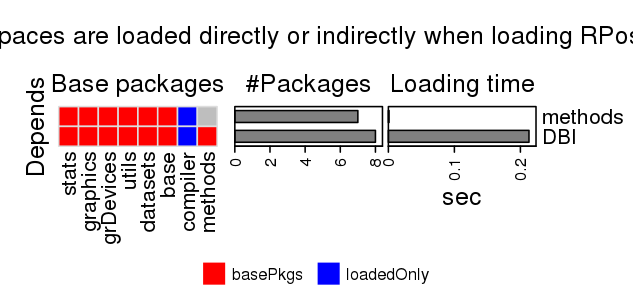 paces are loaded directly or indirectly when loading RPos
Base packages #Packages Loading time
Depends
methods
DBI
stats graphics grDevices utils datasets base compiler methods
0 2 4 6 8
0 0.1 0.2
sec
basePkgs loadedOnly